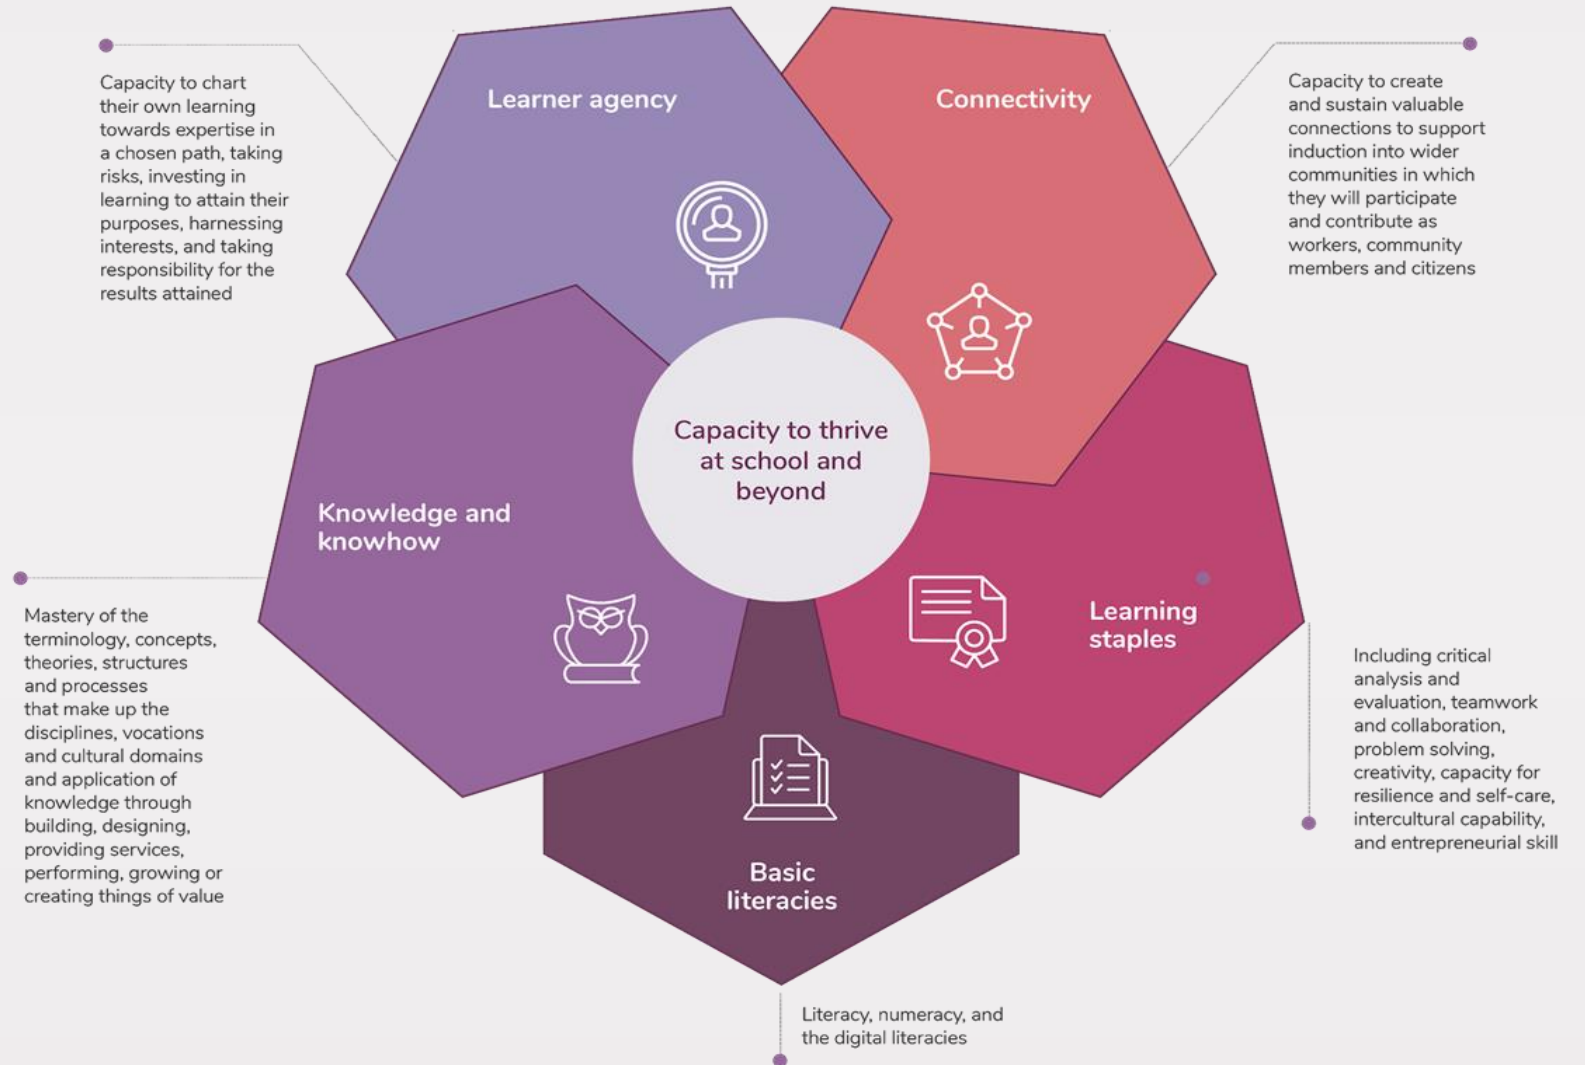 Learner agency
Connectivity
Capacity to chart
their own learning
towards expertise in
a chosen path, taking
risks, investing in
learning to attain their
purposes, harnessing
interests, and taking
responsibility for the
results attained
Capacity to create
and sustain valuable
connections to support
induction into wider
communities in which
they will participate
and contribute as
workers, community
members and citizens
Capacity to thrive
at school and
beyond
Knowledge and
knowhow
Learning
staples
Mastery of the
terminology, concepts,
theories, structures
and processes
that make up the
disciplines, vocations
and cultural domains
and application of
knowledge through
building, designing,
providing services,
performing, growing or
creating things of value
Including critical
analysis and
evaluation, teamwork
and collaboration,
problem solving,
creativity, capacity for
resilience and self-care,
intercultural capability,
and entrepreneurial skill
Basic
literacies
Literacy, numeracy, and
the digital literacies